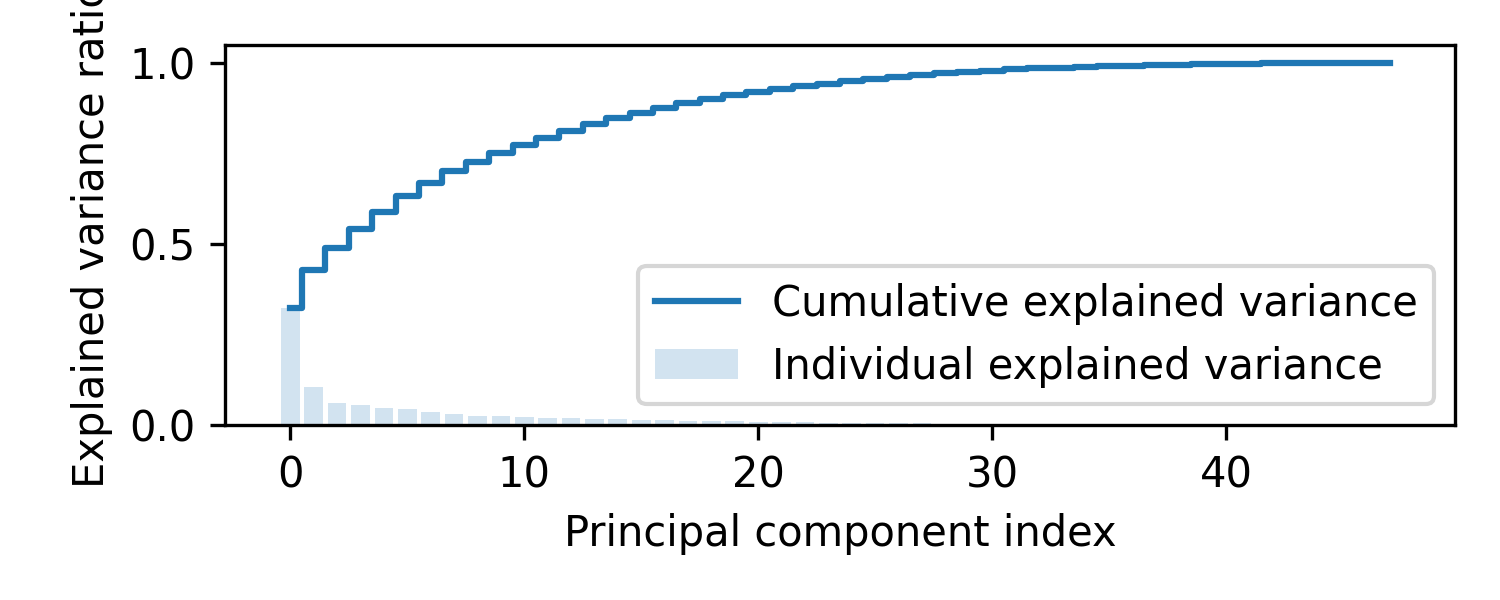 Explained variance ratio
1.0
0.5
0.0
Cumulative explained variance
Individual explained variance
0 10 20 30 40
Principal component index